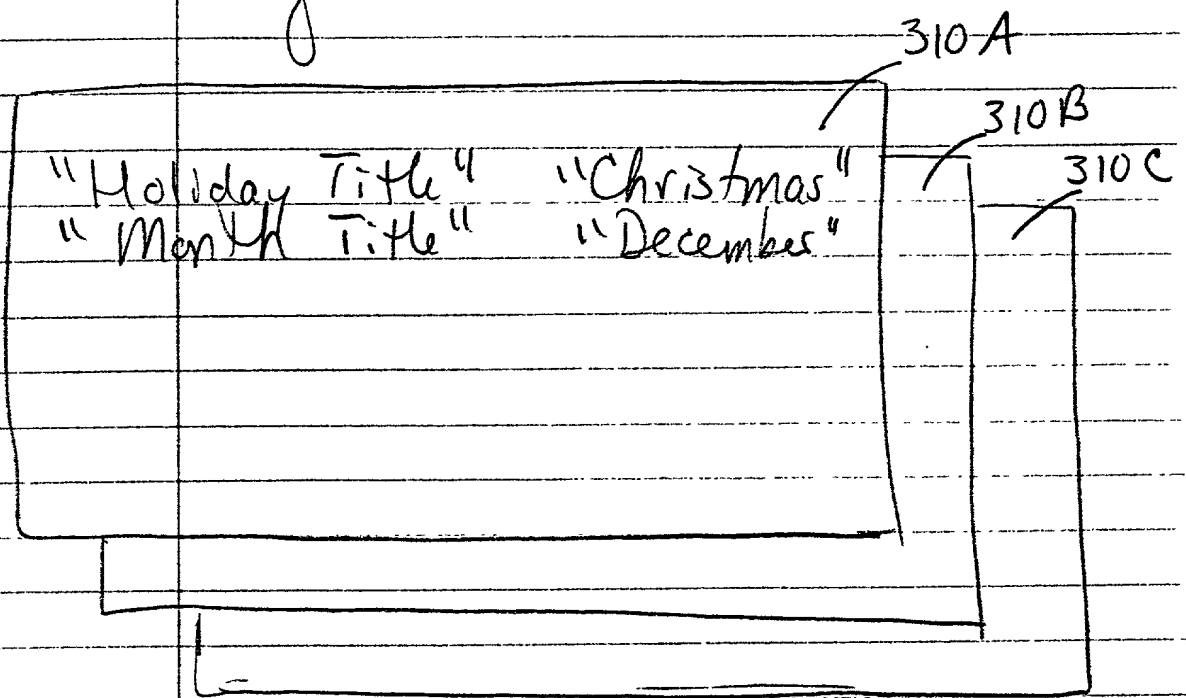 310A
310B
310C
"Holiday Title" "Christmas"
"Month Title" "December"